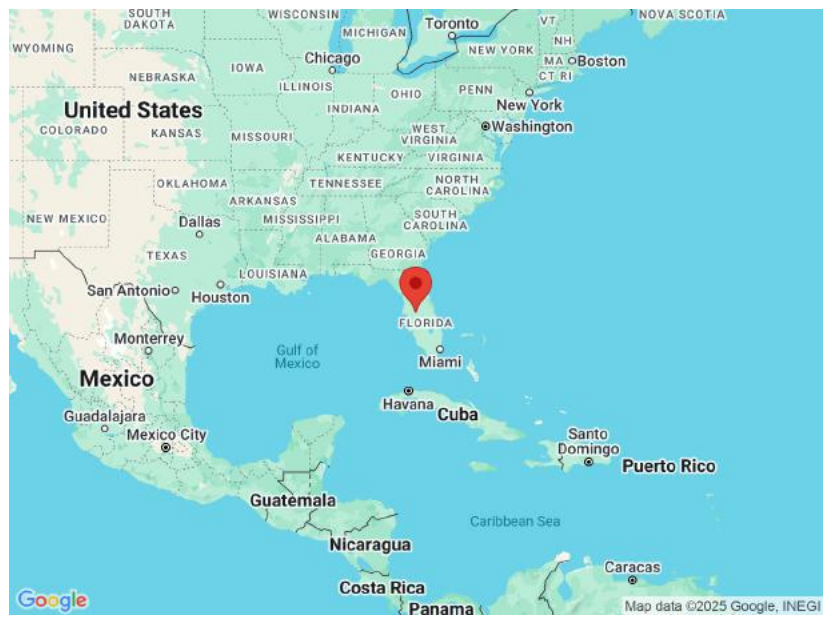 SOUTH
DAKOTA
WISCONSIN
MICHIGAN
Toronto
VT
NOVA SCOTIA
WYOMING
NH
NEW YORK
MA
Boston
CT RI
Chicago
IOWA
NEBRASKA
ILLINOIS
OHIO
PENN
New York
INDIANA
United States
COLORADO
KANSAS
MISSOURI
WEST
VIRGINIA
Washington
KENTUCKY
VIRGINIA
OKLAHOMA
TENNESSEE
NORTH
CAROLINA
ARKANSAS
NEW MEXICO
Dallas
MISSISSIPPI
SOUTH
CAROLINA
ALABAMA
TEXAS
GEORGIA
LOUISIANA
San Antonio
Houston
FLORIDA
Monterrey
Gulf of
Mexico
Miami
Mexico
Havana
Cuba
Guadalajara
Mexico City
Santo
Domingo
Puerto Rico
Guatemala
Caribbean Sea
Nicaragua
Caracas
Costa Rica
Panama
Google
Map data ©2025 Google, INEGI